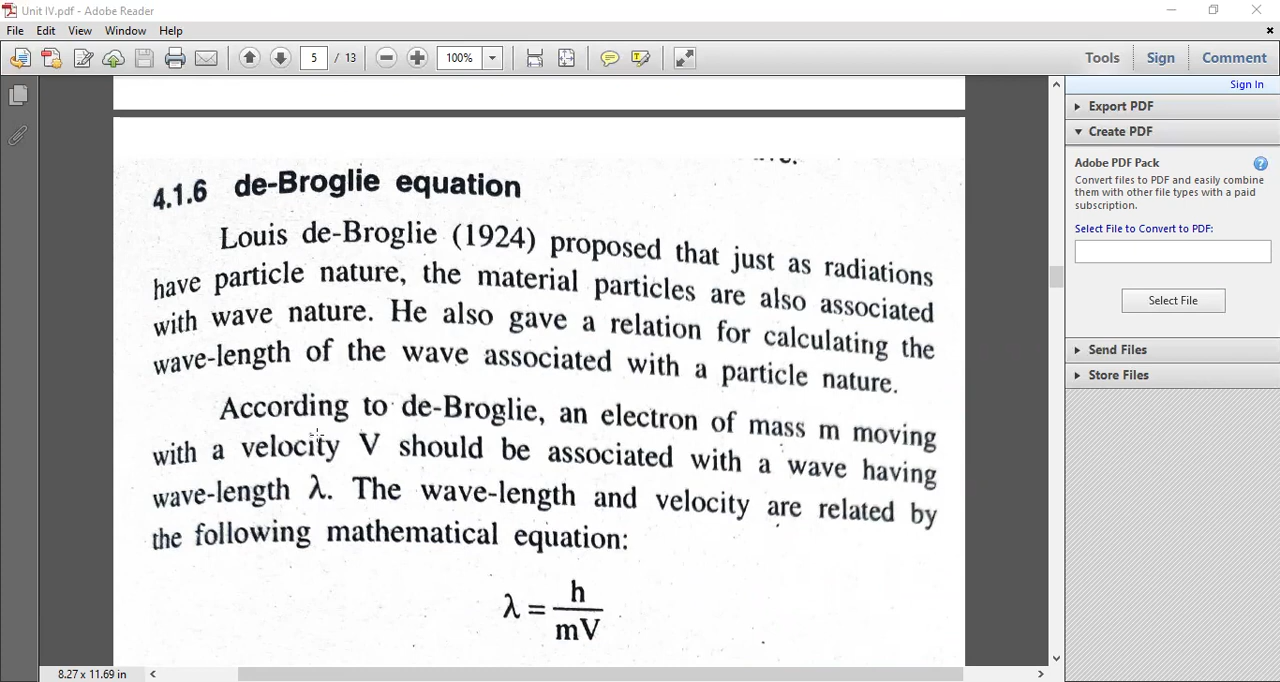 Unit IV.pdf - Adobe Reader
File Edit View Window Help
5 / 13 100% Tools Sign Comment
Sign In
Export PDF
Create PDF
Adobe PDF Pack
Convert files to PDF and easily combine
them with other file types with a paid
subscription.
Select File to Convert to PDF:
Select File
Send Files
Store Files
4.1.6 de-Broglie equation
Louis de-Broglie (1924) proposed that just as radiations
have particle nature, the material particles are also associated
with wave nature. He also gave a relation for calculating the
wave-length of the wave associated with a particle nature.
According to de-Broglie, an electron of mass m moving
with a velocity V should be associated with a wave having
wave-length λ. The wave-length and velocity are related by
the following mathematical equation:
λ = h
mV
8.27 x 11.69 in